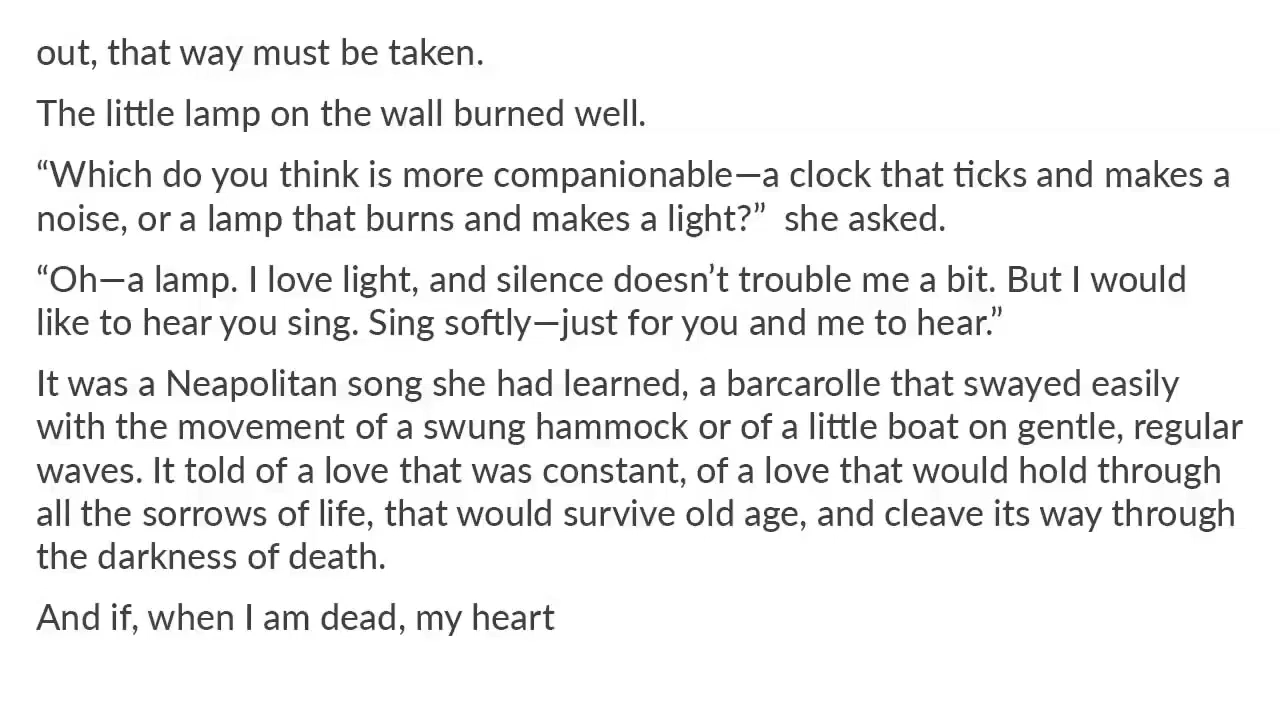 out, that way must be taken.
The little lamp on the wall burned well.
“Which do you think is more companionable—a clock that ticks and makes a
noise, or a lamp that burns and makes a light?”  she asked.
“Oh—a lamp. I love light, and silence doesn’t trouble me a bit. But I would
like to hear you sing. Sing softly—just for you and me to hear.”
It was a Neapolitan song she had learned, a barcarolle that swayed easily
with the movement of a swung hammock or of a little boat on gentle, regular
waves. It told of a love that was constant, of a love that would hold through
all the sorrows of life, that would survive old age, and cleave its way through
the darkness of death.
And if, when I am dead, my heart